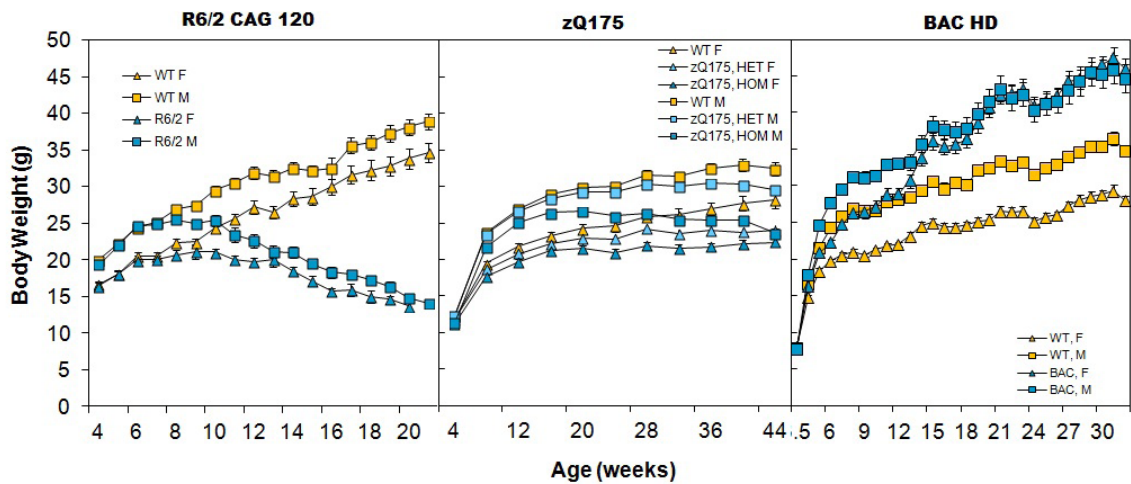 R6/2 CAG 120
zQ175
BAC HD
Body Weight (g)
50
45
40
35
30
25
20
15
10
5
0
WT F
WT M
R6/2 F
R6/2 M
WT F
zQ175, HET F
zQ175, HOM F
WT M
zQ175, HET M
zQ175, HOM M
WT, F
WT, M
BAC, F
BAC, M
4 6 8 10 12 14 16 18 20
4 12 20 28 36 44
.5 6 9 12 15 18 21 24 27 30
Age (weeks)